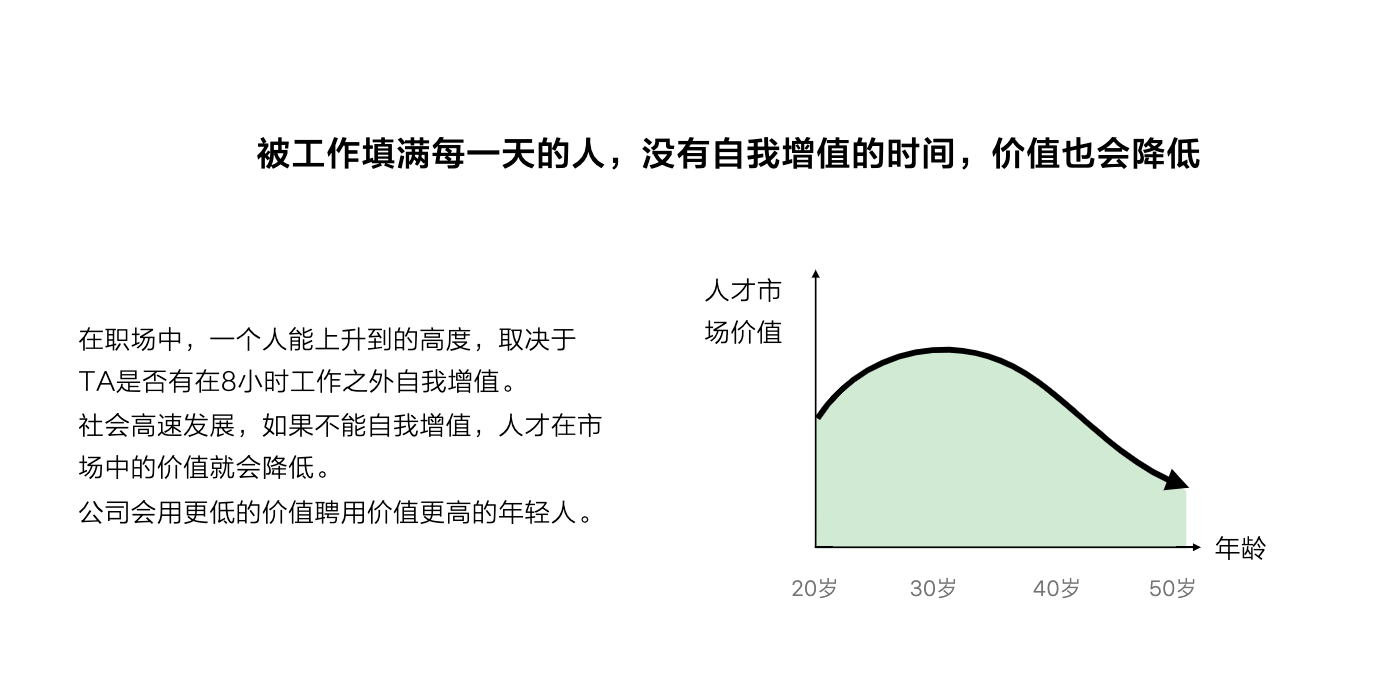 被工作填满每一天的人，没有自我增值的时间，价值也会降低
在职场中，一个人能上升到的高度，取决于
TA是否有在8小时工作之外自我增值。
社会高速发展，如果不能自我增值，人才在市
场中的价值就会降低。
公司会用更低的价值聘用价值更高的年轻人。
人才市
场价值
年龄
20岁
30岁
40岁
50岁